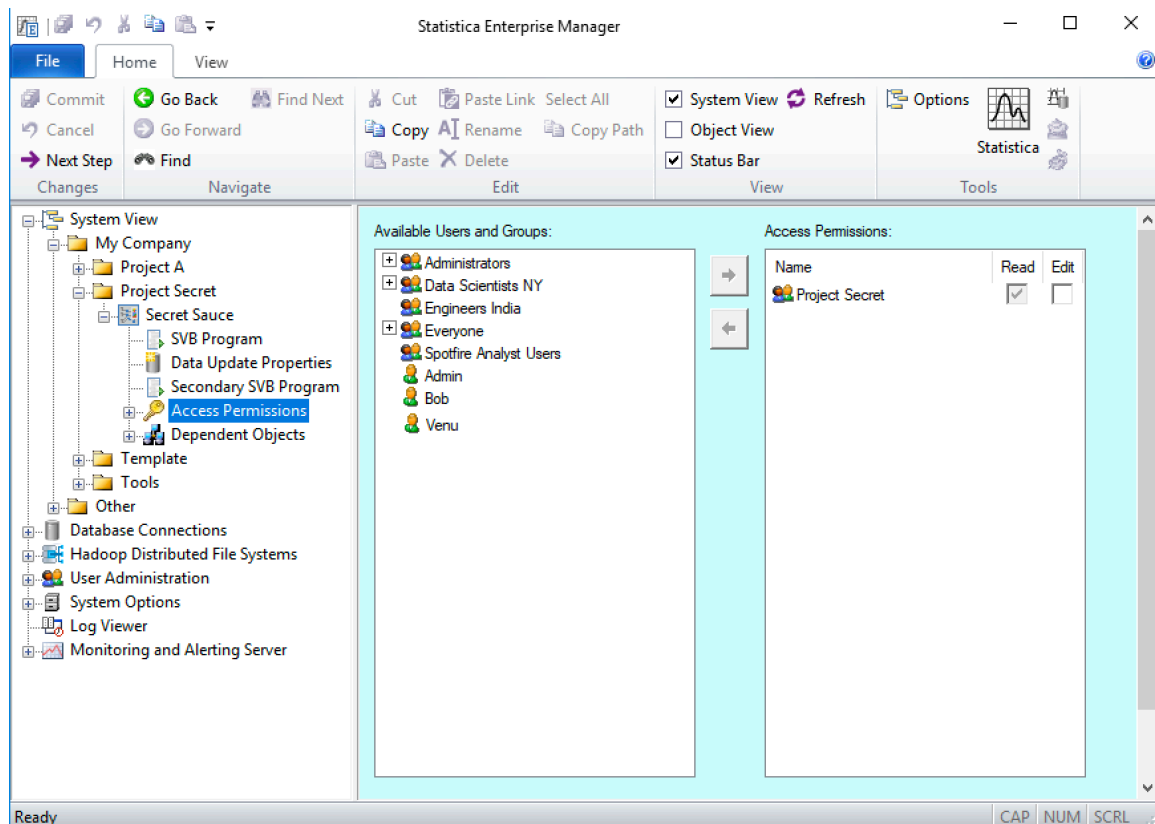 Statistica Enterprise Manager
File Home View
Commit Go Back Find Next Cut Paste Link Select All System View Refresh Options
Cancel Go Forward Copy Rename Copy Path Object View
Next Step Find Paste Delete Status Bar Statistica
Changes Navigate Edit View Tools
System View
My Company
Project A
Project Secret
Secret Sauce
SVB Program
Data Update Properties
Secondary SVB Program
Access Permissions
Dependent Objects
Template
Tools
Other
Database Connections
Hadoop Distributed File Systems
User Administration
System Options
Log Viewer
Monitoring and Alerting Server
Available Users and Groups:
Administrators
Data Scientists NY
Engineers India
Everyone
Spotfire Analyst Users
Admin
Bob
Venu
Access Permissions:
Name Read Edit
Project Secret
Ready CAP NUM SCRL